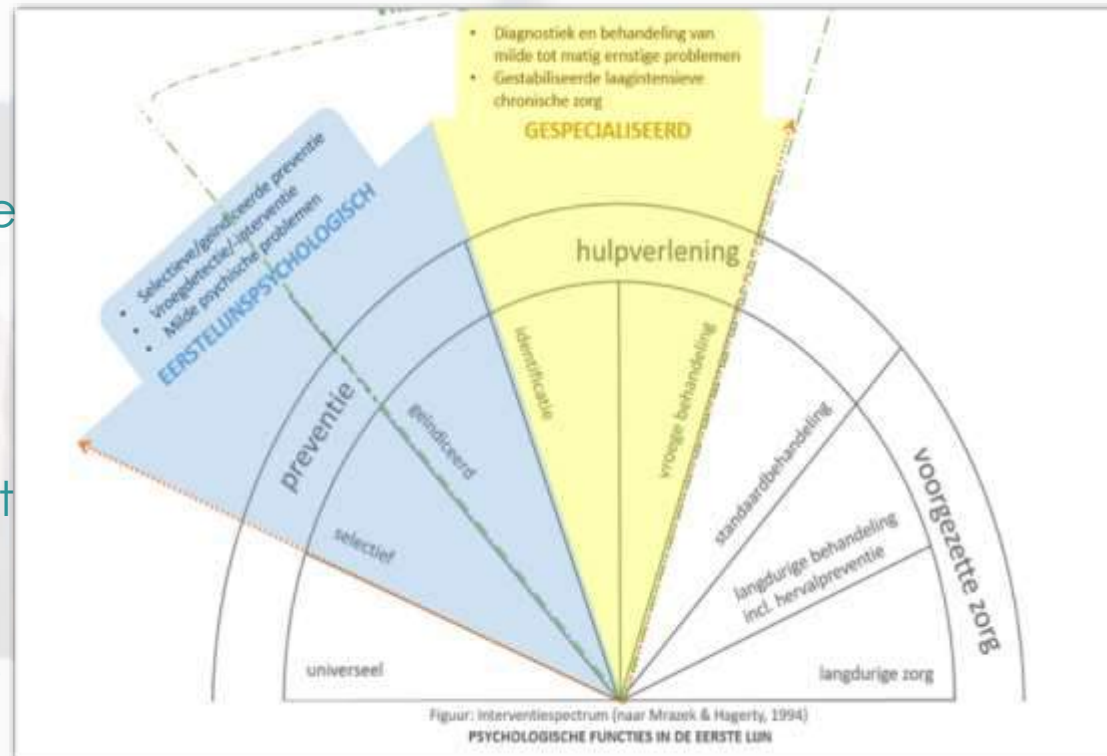 • Diagnostiek en behandeling van
milde tot matig ernstige problemen
• Gestabiliseerde laagintensieve
chronische zorg
GESPECIALISEERD
• Selectieve/geïndiceerde preventie
• Vroegdetectie/-interventie
• Milde psychische problemen
EERSTELIJNSPSYCHOLOGISCH
hulpverlening
preventie
voorgezette zorg
identificatie
vroege behandeling
geïndiceerd
standaardbehandeling
selectief
langdurige behandeling
incl. hervalpreventie
universeel
langdurige zorg
Figuur: Interventiespectrum (naar Mrazek & Hagerty, 1994)
PSYCHOLOGISCHE FUNCTIES IN DE EERSTE LIJN
e
t